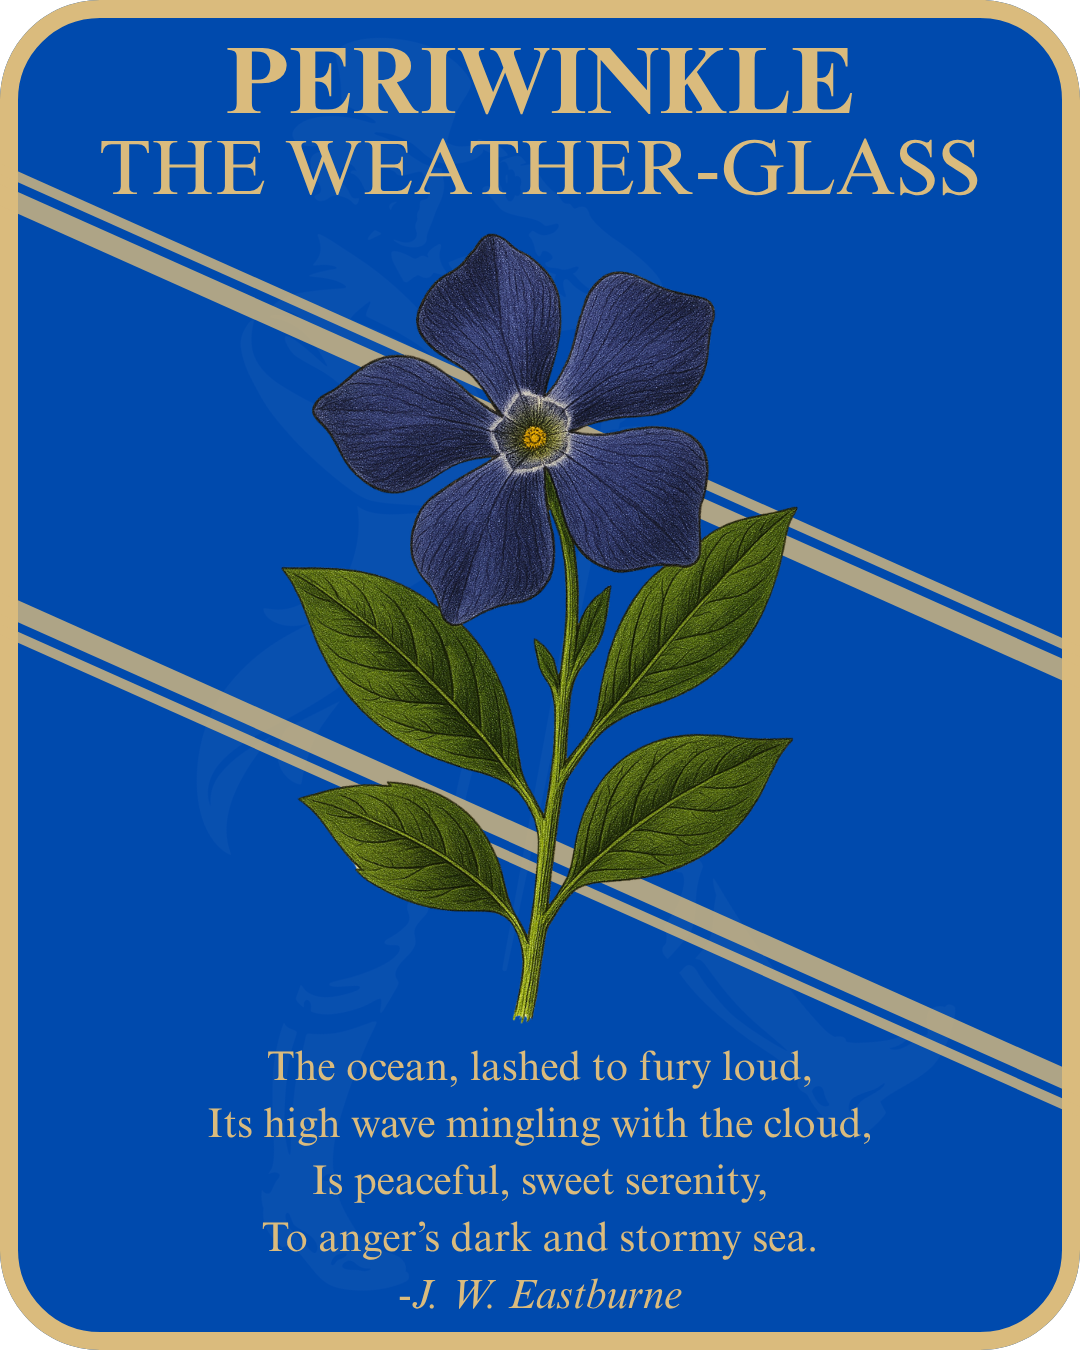 PERIWINKLE
THE WEATHER-GLASS
The ocean, lashed to fury loud,
Its high wave mingling with the cloud,
Is peaceful, sweet serenity,
To anger’s dark and stormy sea.
-J. W. Eastburne